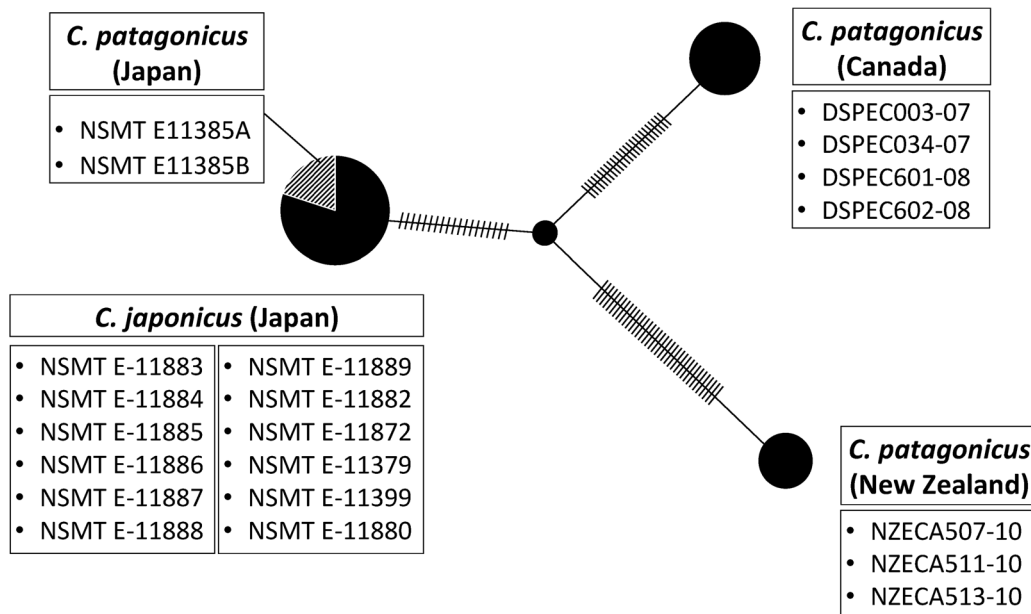 C. patagonicus
(Japan)
• NSMT E11385A
• NSMT E11385B
C. patagonicus
(Canada)
• DSPEC003-07
• DSPEC034-07
• DSPEC601-08
• DSPEC602-08
C. japonicus (Japan)
• NSMT E-11883
• NSMT E-11884
• NSMT E-11885
• NSMT E-11886
• NSMT E-11887
• NSMT E-11888
• NSMT E-11889
• NSMT E-11882
• NSMT E-11872
• NSMT E-11379
• NSMT E-11399
• NSMT E-11880
C. patagonicus
(New Zealand)
• NZECA507-10
• NZECA511-10
• NZECA513-10